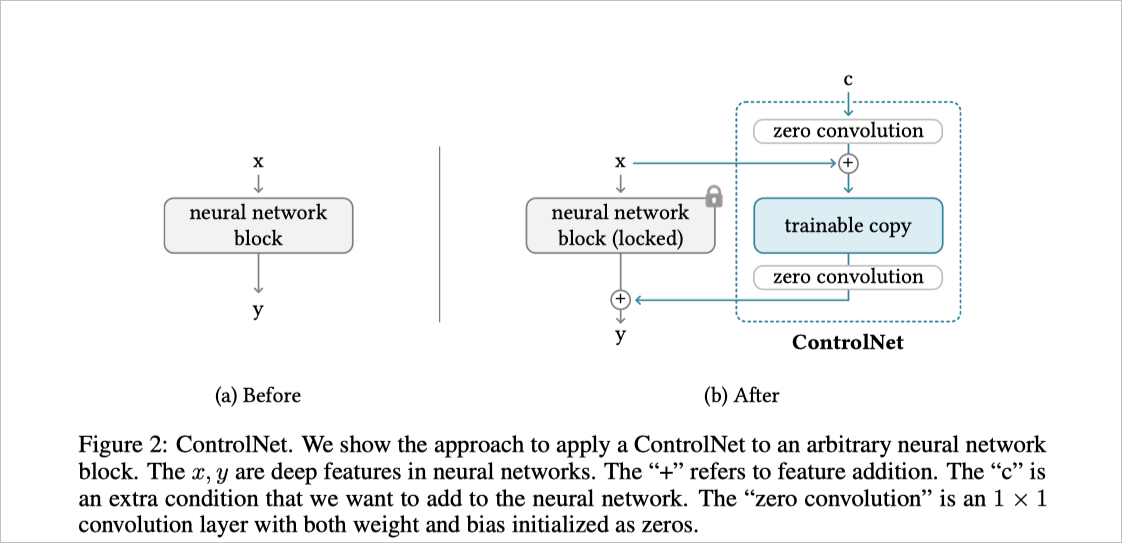 x
neural network
block
y
(a) Before
c
zero convolution
x
+
neural network
block (locked)
trainable copy
zero convolution
+
y
ControlNet
(b) After
Figure 2: ControlNet. We show the approach to apply a ControlNet to an arbitrary neural network
block. The x, y are deep features in neural networks. The “+” refers to feature addition. The “c” is
an extra condition that we want to add to the neural network. The “zero convolution” is an 1 × 1
convolution layer with both weight and bias initialized as zeros.